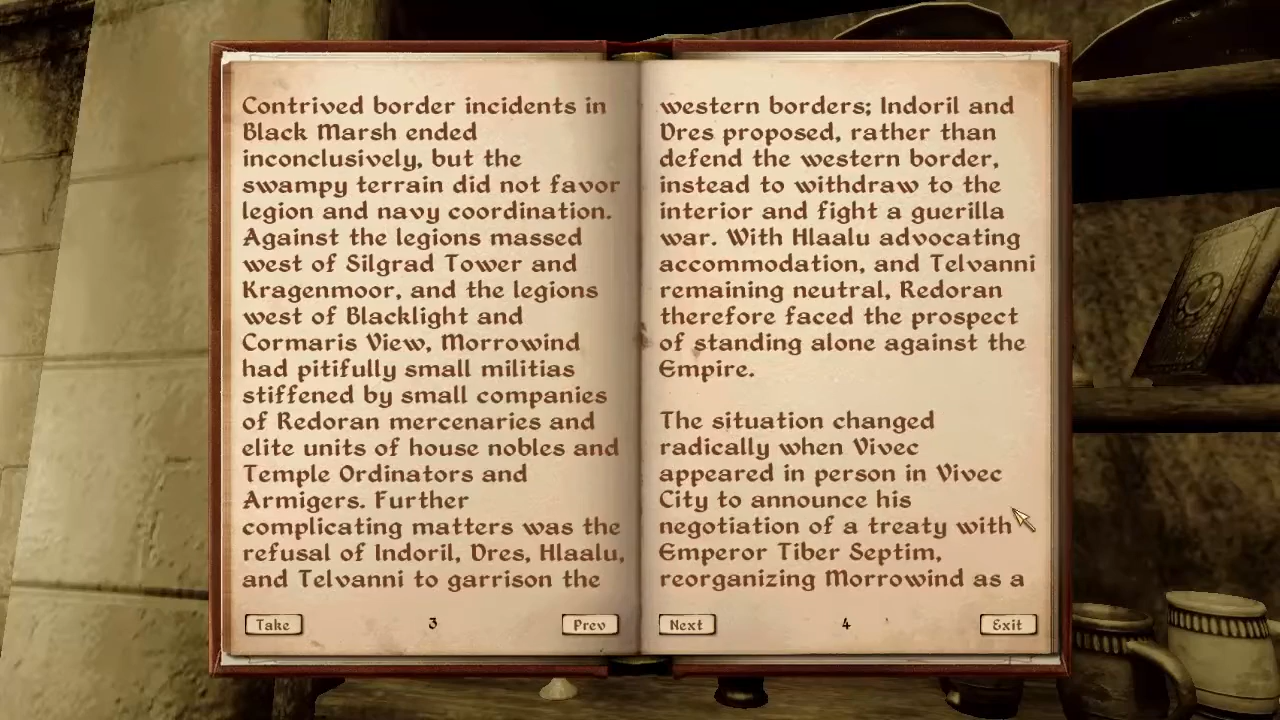 Contrived border incidents in
Black Marsh ended
inconclusively, but the
swampy terrain did not favor
legion and navy coordination.
Against the legions massed
west of Silgrad Tower and
Kragenmoor, and the legions
west of Blacklight and
Cormaris View, Morrowind
had pitifully small militias
stiffened by small companies
of Redoran mercenaries and
elite units of house nobles and
Temple Ordinators and
Armigers. Further
complicating matters was the
refusal of Indoril, Dres, Hlaalu,
and Telvanni to garrison the
Take
3
Prev
western borders; Indoril and
Dres proposed, rather than
defend the western border,
instead to withdraw to the
interior and fight a guerilla
war. With Hlaalu advocating
accommodation, and Telvanni
remaining neutral, Redoran
therefore faced the prospect
of standing alone against the
Empire.
The situation changed
radically when Vivec
appeared in person in Vivec
City to announce his
negotiation of a treaty with
Emperor Tiber Septim,
reorganizing Morrowind as a
Next
4
Exit